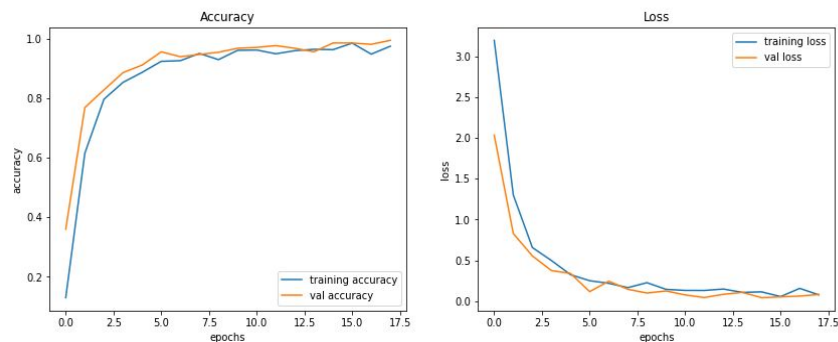 Accuracy
1.0
0.8
0.6
0.4
0.2
accuracy
training accuracy
val accuracy
0.0 2.5 5.0 7.5 10.0 12.5 15.0 17.5
epochs
Loss
3.0
2.5
2.0
1.5
1.0
0.5
0.0
loss
training loss
val loss
0.0 2.5 5.0 7.5 10.0 12.5 15.0 17.5
epochs